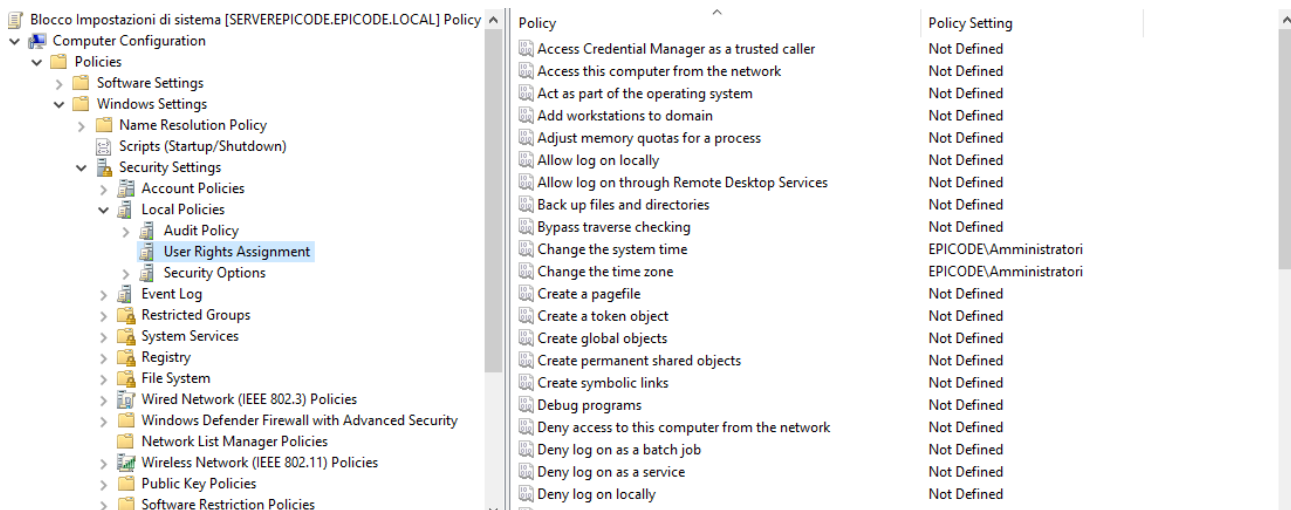 Blocco Impostazioni di sistema [SERVEREPICODE.EPICODE.LOCAL] Policy
Computer Configuration
Policies
Software Settings
Windows Settings
Name Resolution Policy
Scripts (Startup/Shutdown)
Security Settings
Account Policies
Local Policies
Audit Policy
User Rights Assignment
Security Options
Event Log
Restricted Groups
System Services
Registry
File System
Wired Network (IEEE 802.3) Policies
Windows Defender Firewall with Advanced Security
Network List Manager Policies
Wireless Network (IEEE 802.11) Policies
Public Key Policies
Software Restriction Policies
Policy Policy Setting
Access Credential Manager as a trusted caller Not Defined
Access this computer from the network Not Defined
Act as part of the operating system Not Defined
Add workstations to domain Not Defined
Adjust memory quotas for a process Not Defined
Allow log on locally Not Defined
Allow log on through Remote Desktop Services Not Defined
Back up files and directories Not Defined
Bypass traverse checking Not Defined
Change the system time EPICODE\Amministratori
Change the time zone EPICODE\Amministratori
Create a pagefile Not Defined
Create a token object Not Defined
Create global objects Not Defined
Create permanent shared objects Not Defined
Create symbolic links Not Defined
Debug programs Not Defined
Deny access to this computer from the network Not Defined
Deny log on as a batch job Not Defined
Deny log on as a service Not Defined
Deny log on locally Not Defined